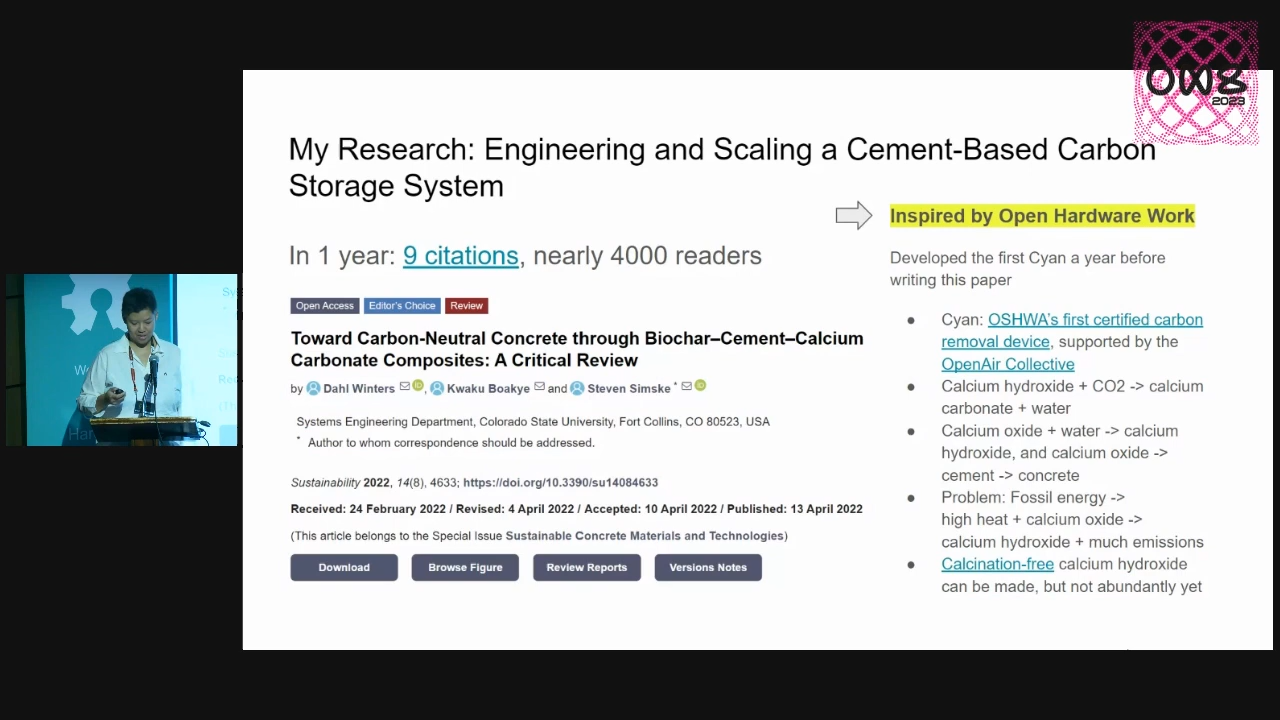 OWS
2023
My Research: Engineering and Scaling a Cement-Based Carbon
Storage System
In 1 year: 9 citations, nearly 4000 readers
Open Access Editor's Choice Review
Toward Carbon-Neutral Concrete through Biochar–Cement–Calcium
Carbonate Composites: A Critical Review
by Dahl Winters, Kwaku Boakye and Steven Simske *
Systems Engineering Department, Colorado State University, Fort Collins, CO 80523, USA
* Author to whom correspondence should be addressed.
Sustainability 2022, 14(8), 4633; https://doi.org/10.3390/su14084633
Received: 24 February 2022 / Revised: 4 April 2022 / Accepted: 10 April 2022 / Published: 13 April 2022
(This article belongs to the Special Issue Sustainable Concrete Materials and Technologies)
Download Browse Figure Review Reports Versions Notes
Inspired by Open Hardware Work
Developed the first Cyan a year before
writing this paper
● Cyan: OSHWA's first certified carbon
removal device, supported by the
OpenAir Collective
● Calcium hydroxide + CO2 -> calcium
carbonate + water
● Calcium oxide + water -> calcium
hydroxide, and calcium oxide ->
cement -> concrete
● Problem: Fossil energy ->
high heat + calcium oxide ->
calcium hydroxide + much emissions
● Calcination-free calcium hydroxide
can be made, but not abundantly yet